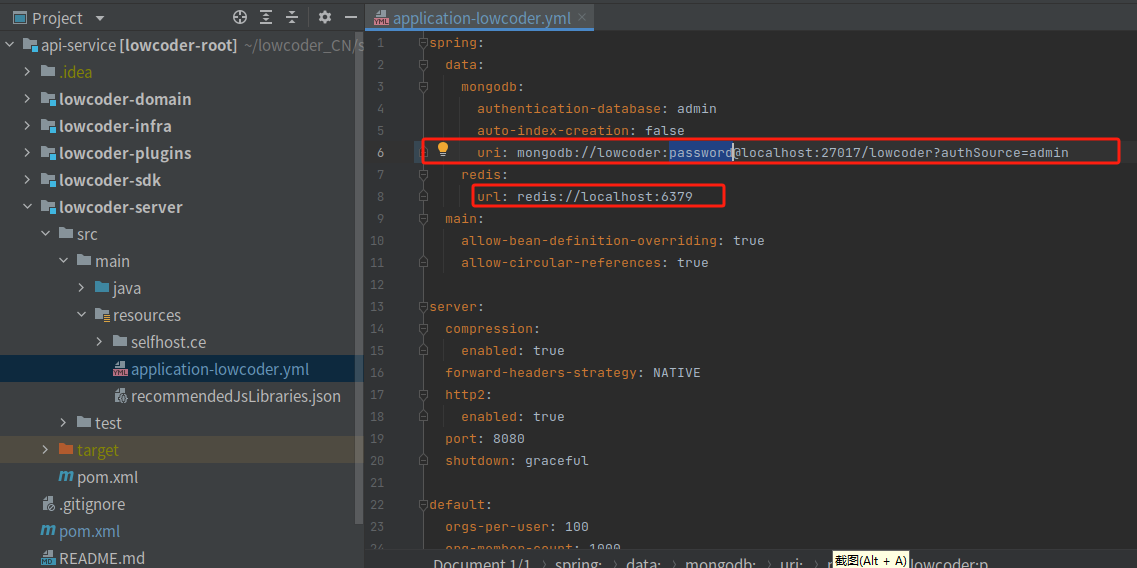 Project
application-lowcoder.yml
api-service [lowcoder-root] ~/lowcoder_CN/s
.idea
lowcoder-domain
lowcoder-infra
lowcoder-plugins
lowcoder-sdk
lowcoder-server
src
main
java
resources
selfhost.ce
application-lowcoder.yml
recommendedJsLibraries.json
test
target
pom.xml
.gitignore
pom.xml
README.md
1 spring:
2 data:
3 mongodb:
4 authentication-database: admin
5 auto-index-creation: false
6 uri: mongodb://lowcoder:password@localhost:27017/lowcoder?authSource=admin
7 redis:
8 url: redis://localhost:6379
9 main:
10 allow-bean-definition-overriding: true
11 allow-circular-references: true
12
13 server:
14 compression:
15 enabled: true
16 forward-headers-strategy: NATIVE
17 http2:
18 enabled: true
19 port: 8080
20 shutdown: graceful
21
22 default:
23 orgs-per-user: 100
24 org-member-count: 1000
Document 1/1 › spring: › data: › mongodb: › uri: › lowcoder:p
截图(Alt + A)